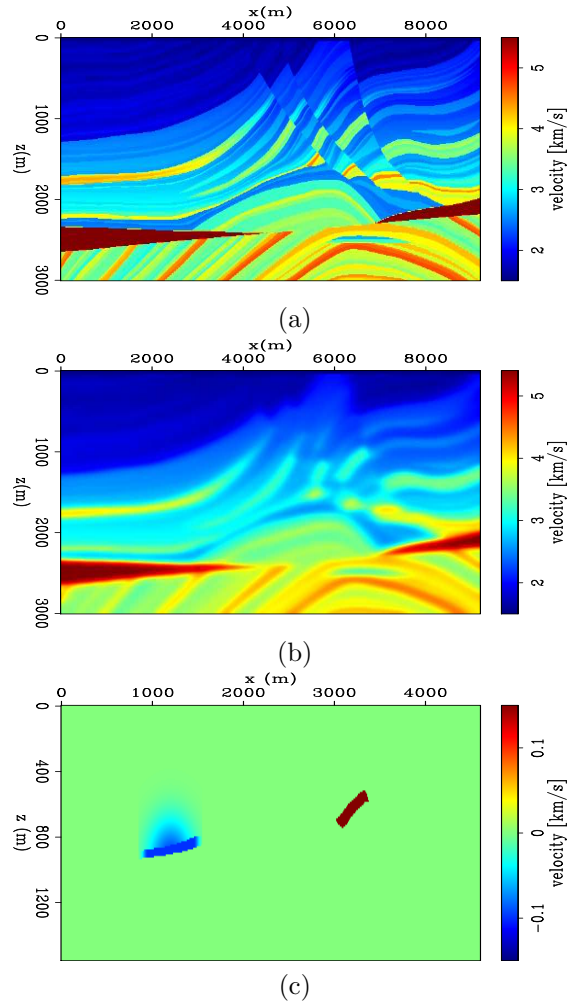 x(m)
0 2000 4000 6000 8000
0 1000 2000 3000
z(m)
2 3 4 5
velocity [km/s]
(a)
x(m)
0 2000 4000 6000 8000
0 1000 2000 3000
z(m)
2 3 4 5
velocity [km/s]
(b)
x (m)
0 1000 2000 3000 4000
0 400 800 1200
z (m)
−0.1 0 0.1
velocity [km/s]
(c)